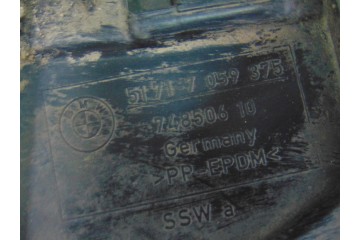 51.71-7 059 375
748506 10
Germany
>PP-EPDM<
SSW a